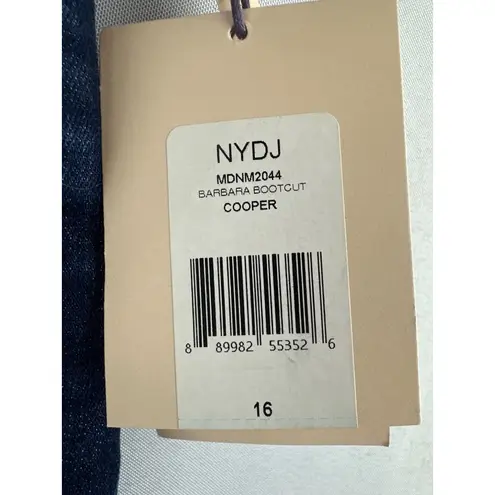 NYDJ
MDNM2044
BARBARA BOOTCUT
COOPER
8 89982 55352 6
16